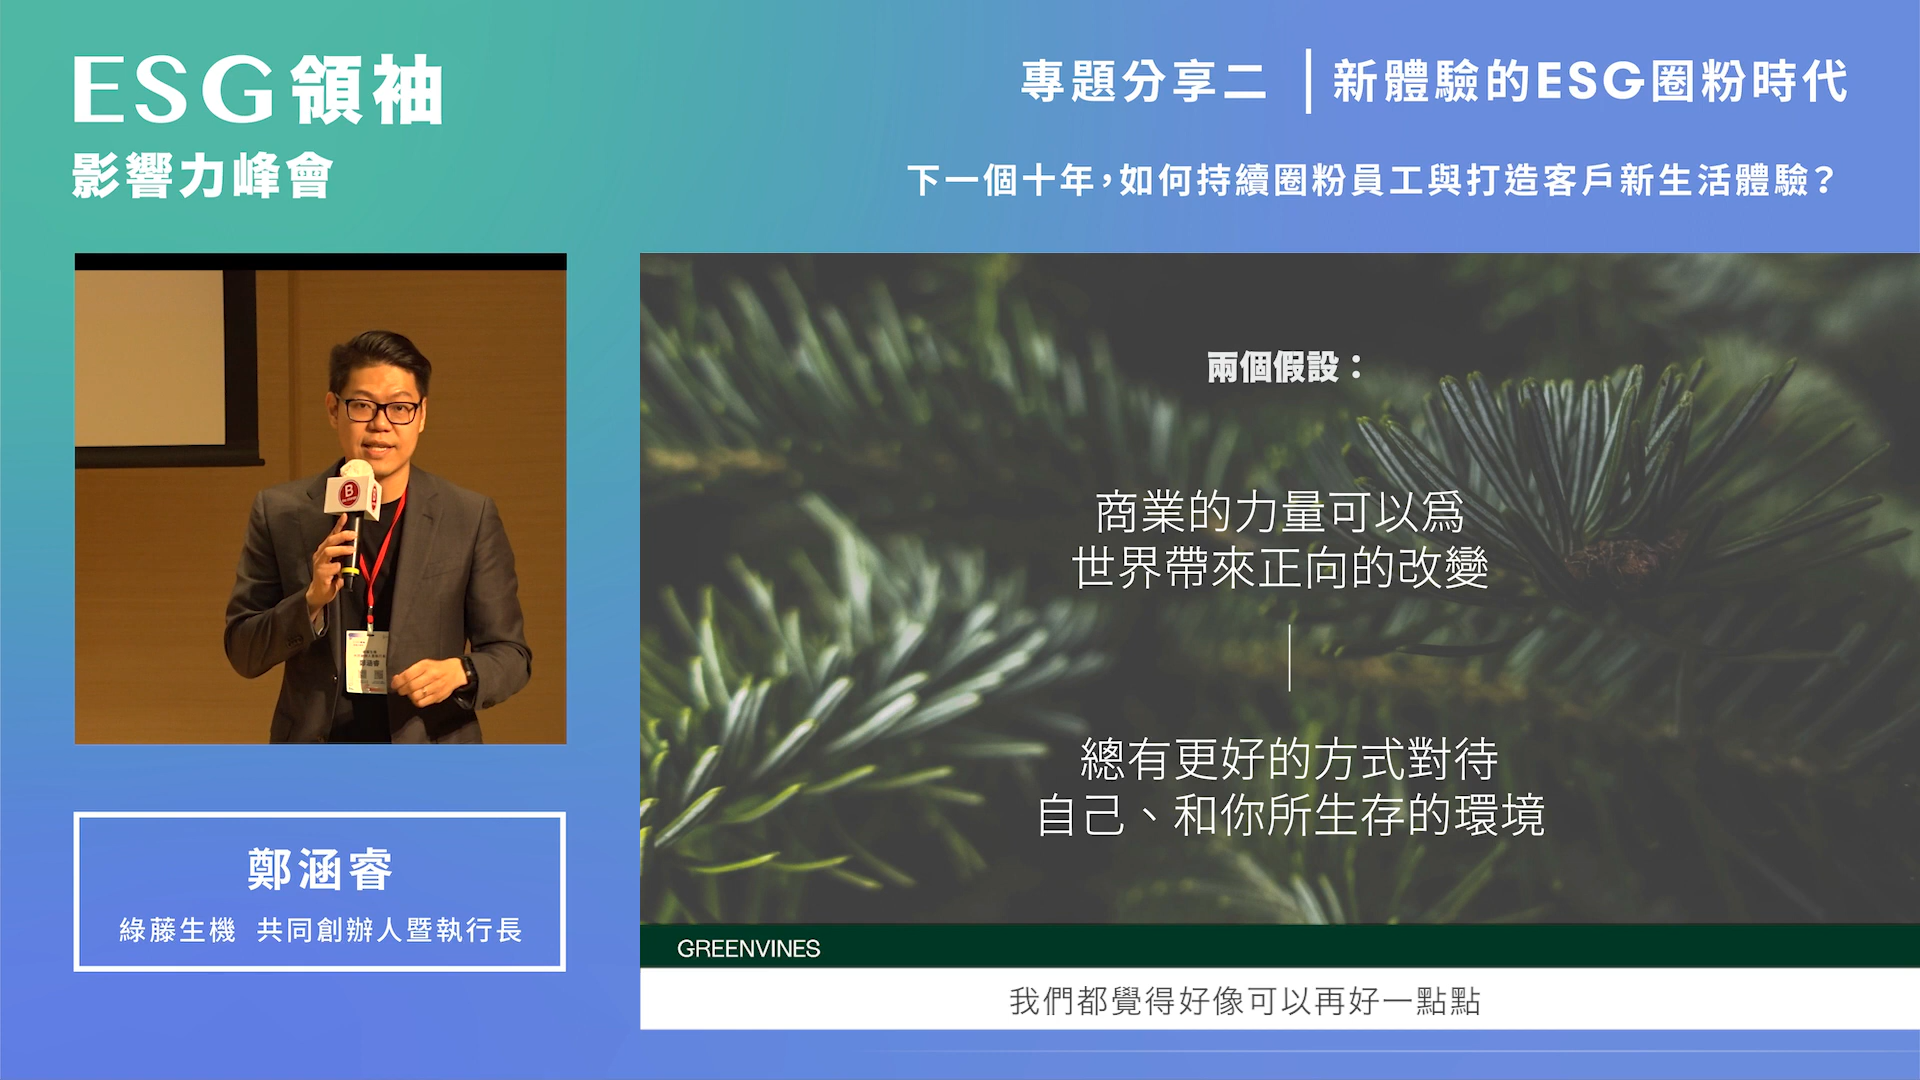 ESG領袖
影響力峰會
專題分享二 | 新體驗的ESG圈粉時代
下一個十年，如何持續圈粉員工與打造客戶新生活體驗？
兩個假設：
商業的力量可以為
世界帶來正向的改變
總有更好的方式對待
自己、和你所生存的環境
B
鄭涵睿
鄭涵睿
綠藤生機 共同創辦人暨執行長
GREENVINES
我們都覺得好像可以再好一點點